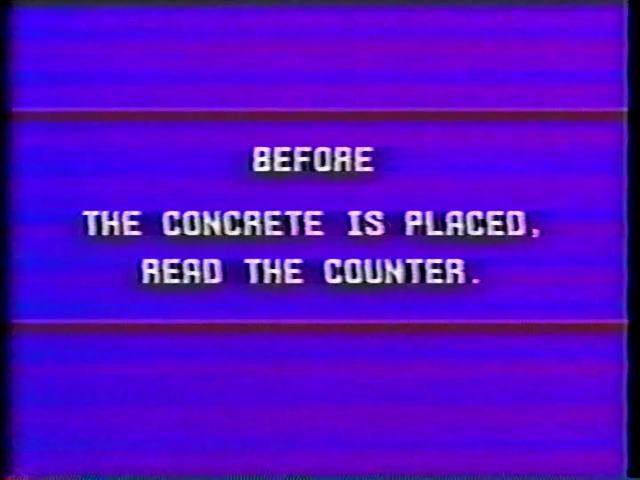 BEFORE
THE CONCRETE IS PLACED,
READ THE COUNTER.